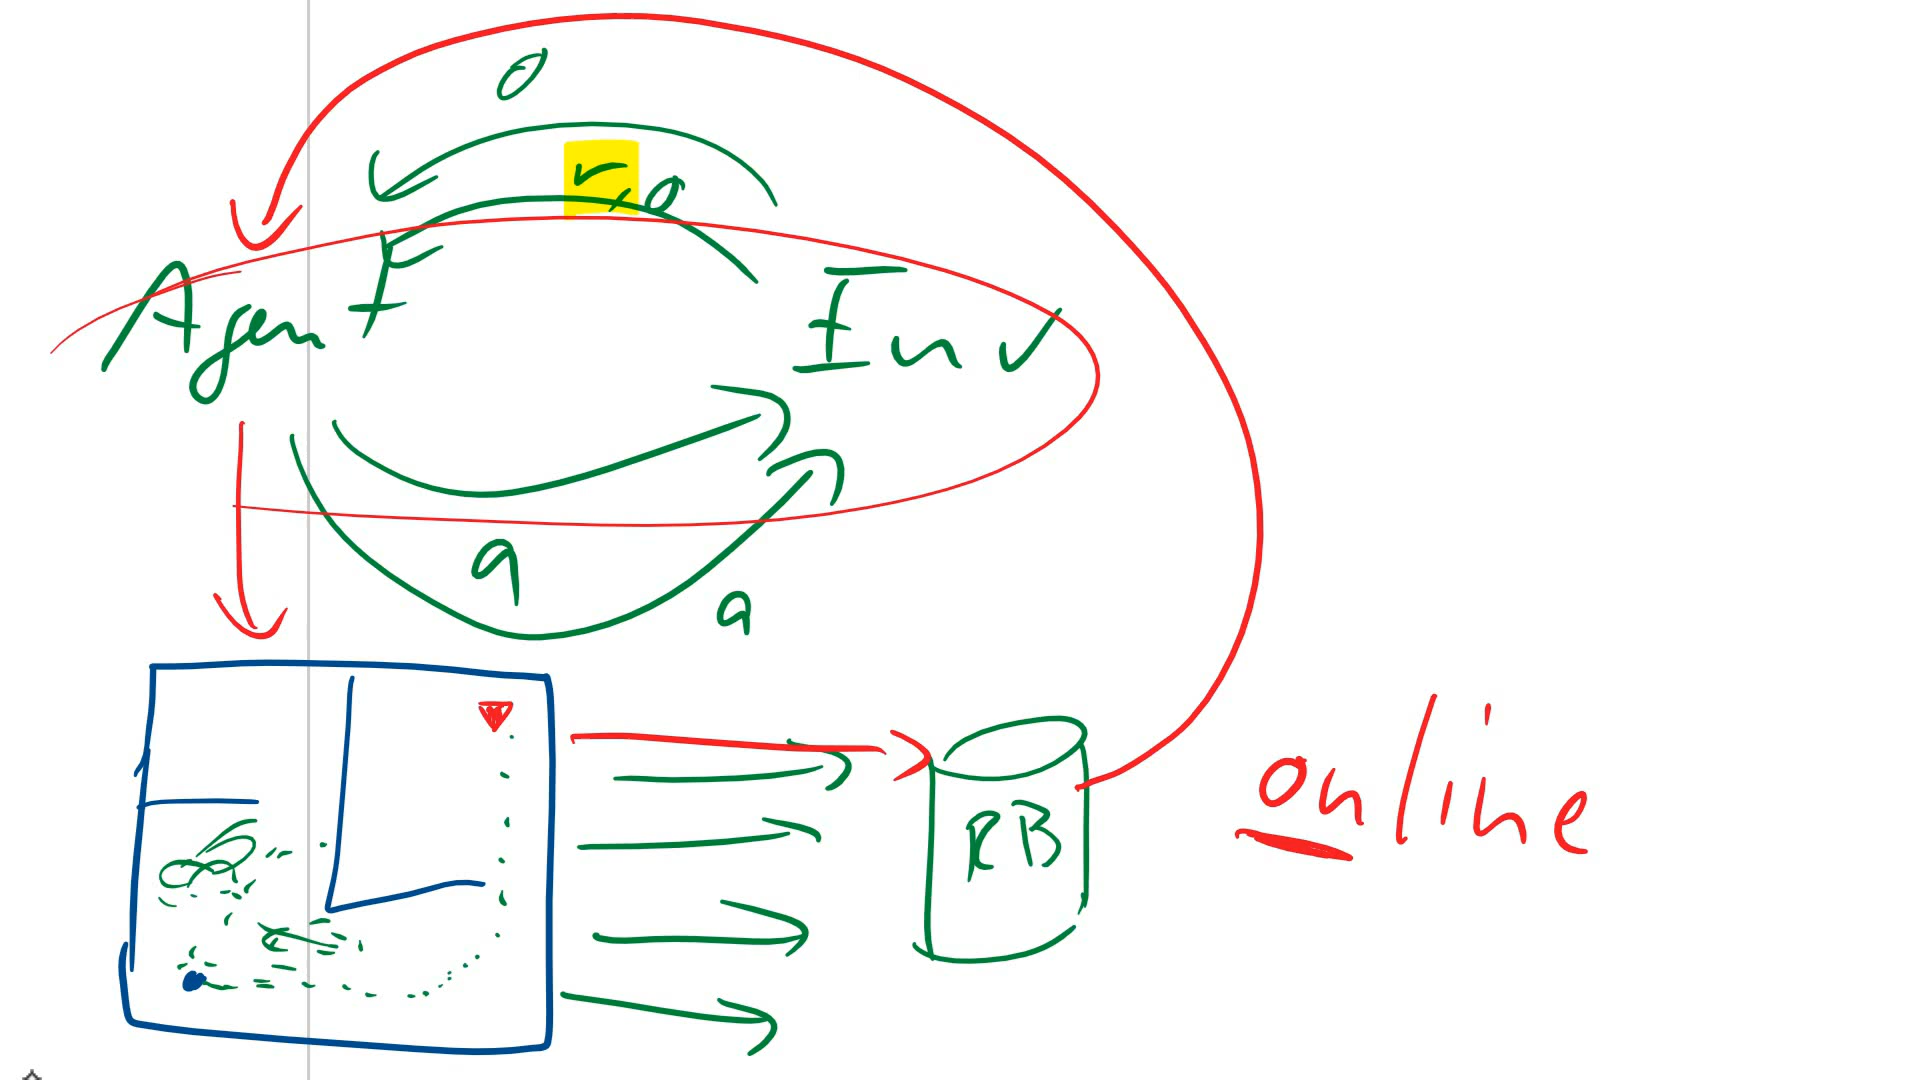 o
r, o
Agent Env
a
a
RB
online